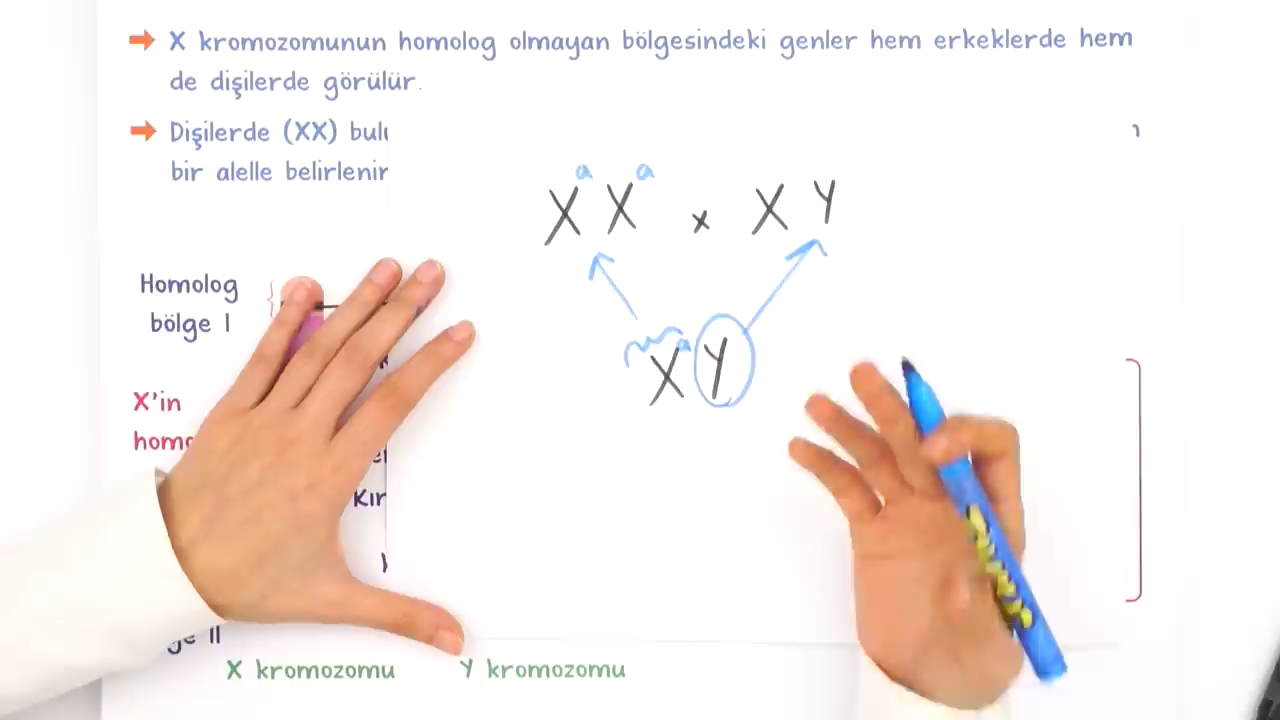 X kromozomunun homolog olmayan bölgesindeki genler hem erkeklerde hem
de dişilerde görülür.
Dişilerde (XX)
bir alelle belirlenir
XᵃXᵃ x XY
XᵃY
Homolog
bölge I
X'in
II
X kromozomu Y kromozomu